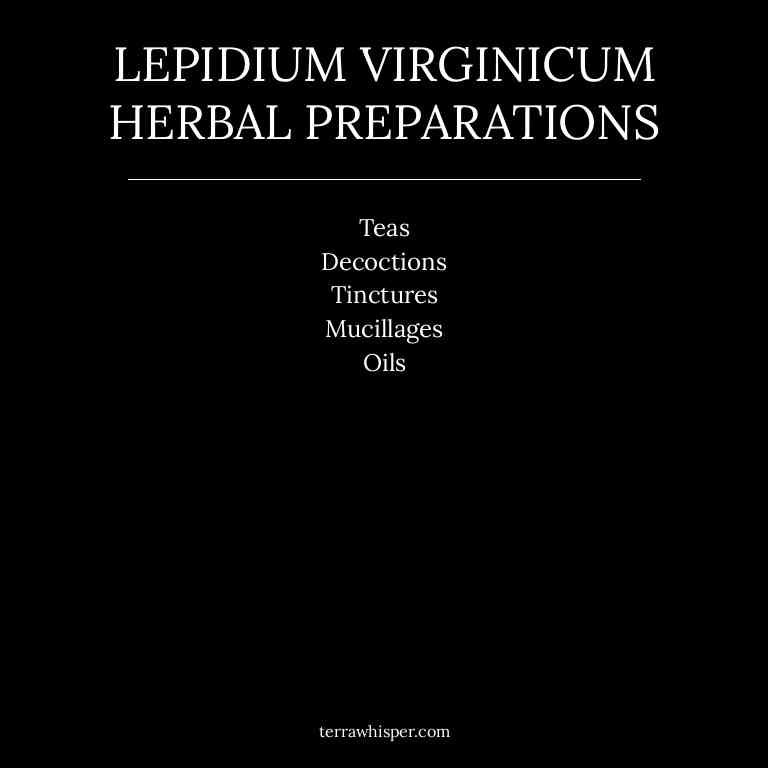 LEPIDIUM VIRGINICUM
HERBAL PREPARATIONS
Teas
Decoctions
Tinctures
Mucillages
Oils
terrawhisper.com